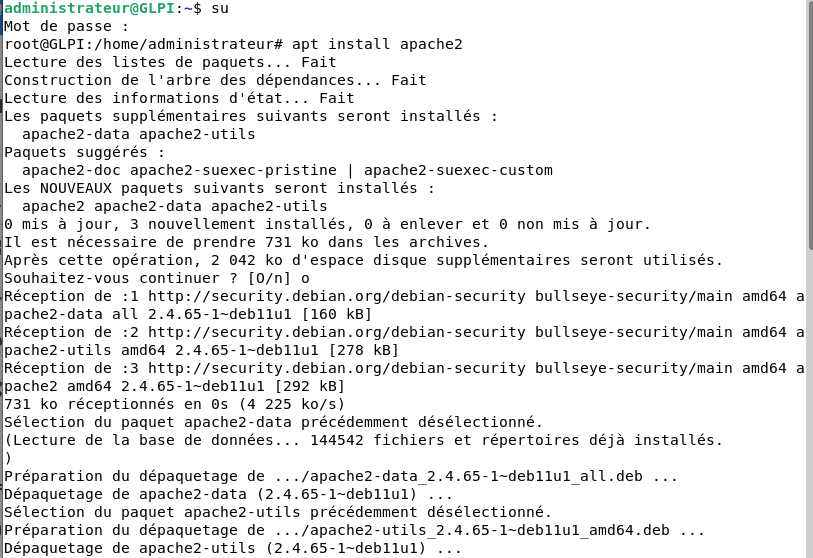 administrateur@GLPI:~$ su
Mot de passe :
root@GLPI:/home/administrateur# apt install apache2
Lecture des listes de paquets... Fait
Construction de l'arbre des dépendances... Fait
Lecture des informations d'état... Fait
Les paquets supplémentaires suivants seront installés :
  apache2-data apache2-utils
Paquets suggérés :
  apache2-doc apache2-suexec-pristine | apache2-suexec-custom
Les NOUVEAUX paquets suivants seront installés :
  apache2 apache2-data apache2-utils
0 mis à jour, 3 nouvellement installés, 0 à enlever et 0 non mis à jour.
Il est nécessaire de prendre 731 ko dans les archives.
Après cette opération, 2 042 ko d'espace disque supplémentaires seront utilisés.
Souhaitez-vous continuer ? [O/n] o
Réception de :1 http://security.debian.org/debian-security bullseye-security/main amd64 a
pache2-data all 2.4.65-1~deb11u1 [160 kB]
Réception de :2 http://security.debian.org/debian-security bullseye-security/main amd64 a
pache2-utils amd64 2.4.65-1~deb11u1 [278 kB]
Réception de :3 http://security.debian.org/debian-security bullseye-security/main amd64 a
pache2 amd64 2.4.65-1~deb11u1 [292 kB]
731 ko réceptionnés en 0s (4 225 ko/s)
Sélection du paquet apache2-data précédemment désélectionné.
(Lecture de la base de données... 144542 fichiers et répertoires déjà installés.
)
Préparation du dépaquetage de .../apache2-data_2.4.65-1~deb11u1_all.deb ...
Dépaquetage de apache2-data (2.4.65-1~deb11u1) ...
Sélection du paquet apache2-utils précédemment désélectionné.
Préparation du dépaquetage de .../apache2-utils_2.4.65-1~deb11u1_amd64.deb ...
Dépaquetage de apache2-utils (2.4.65-1~deb11u1) ...